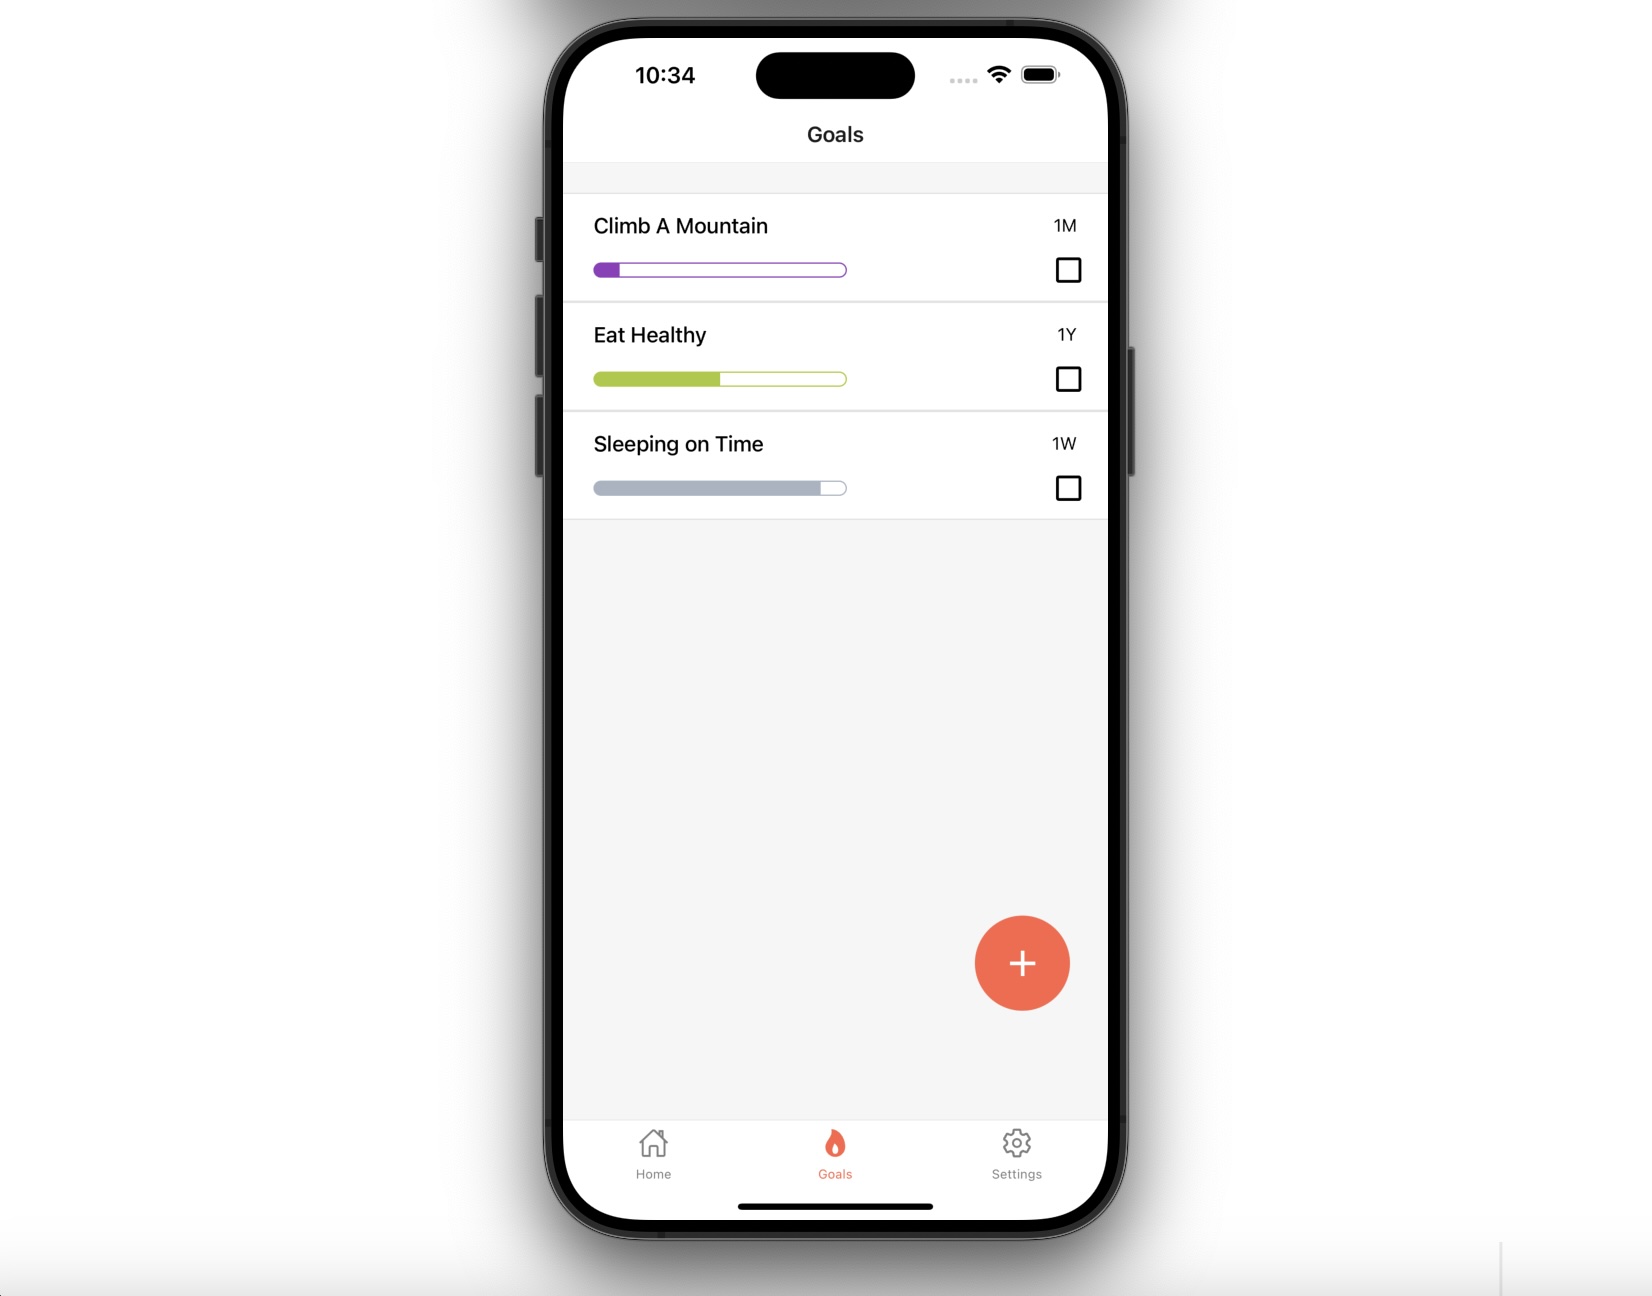 10:34
Goals
Climb A Mountain 1M
Eat Healthy 1Y
Sleeping on Time 1W
Home Goals Settings